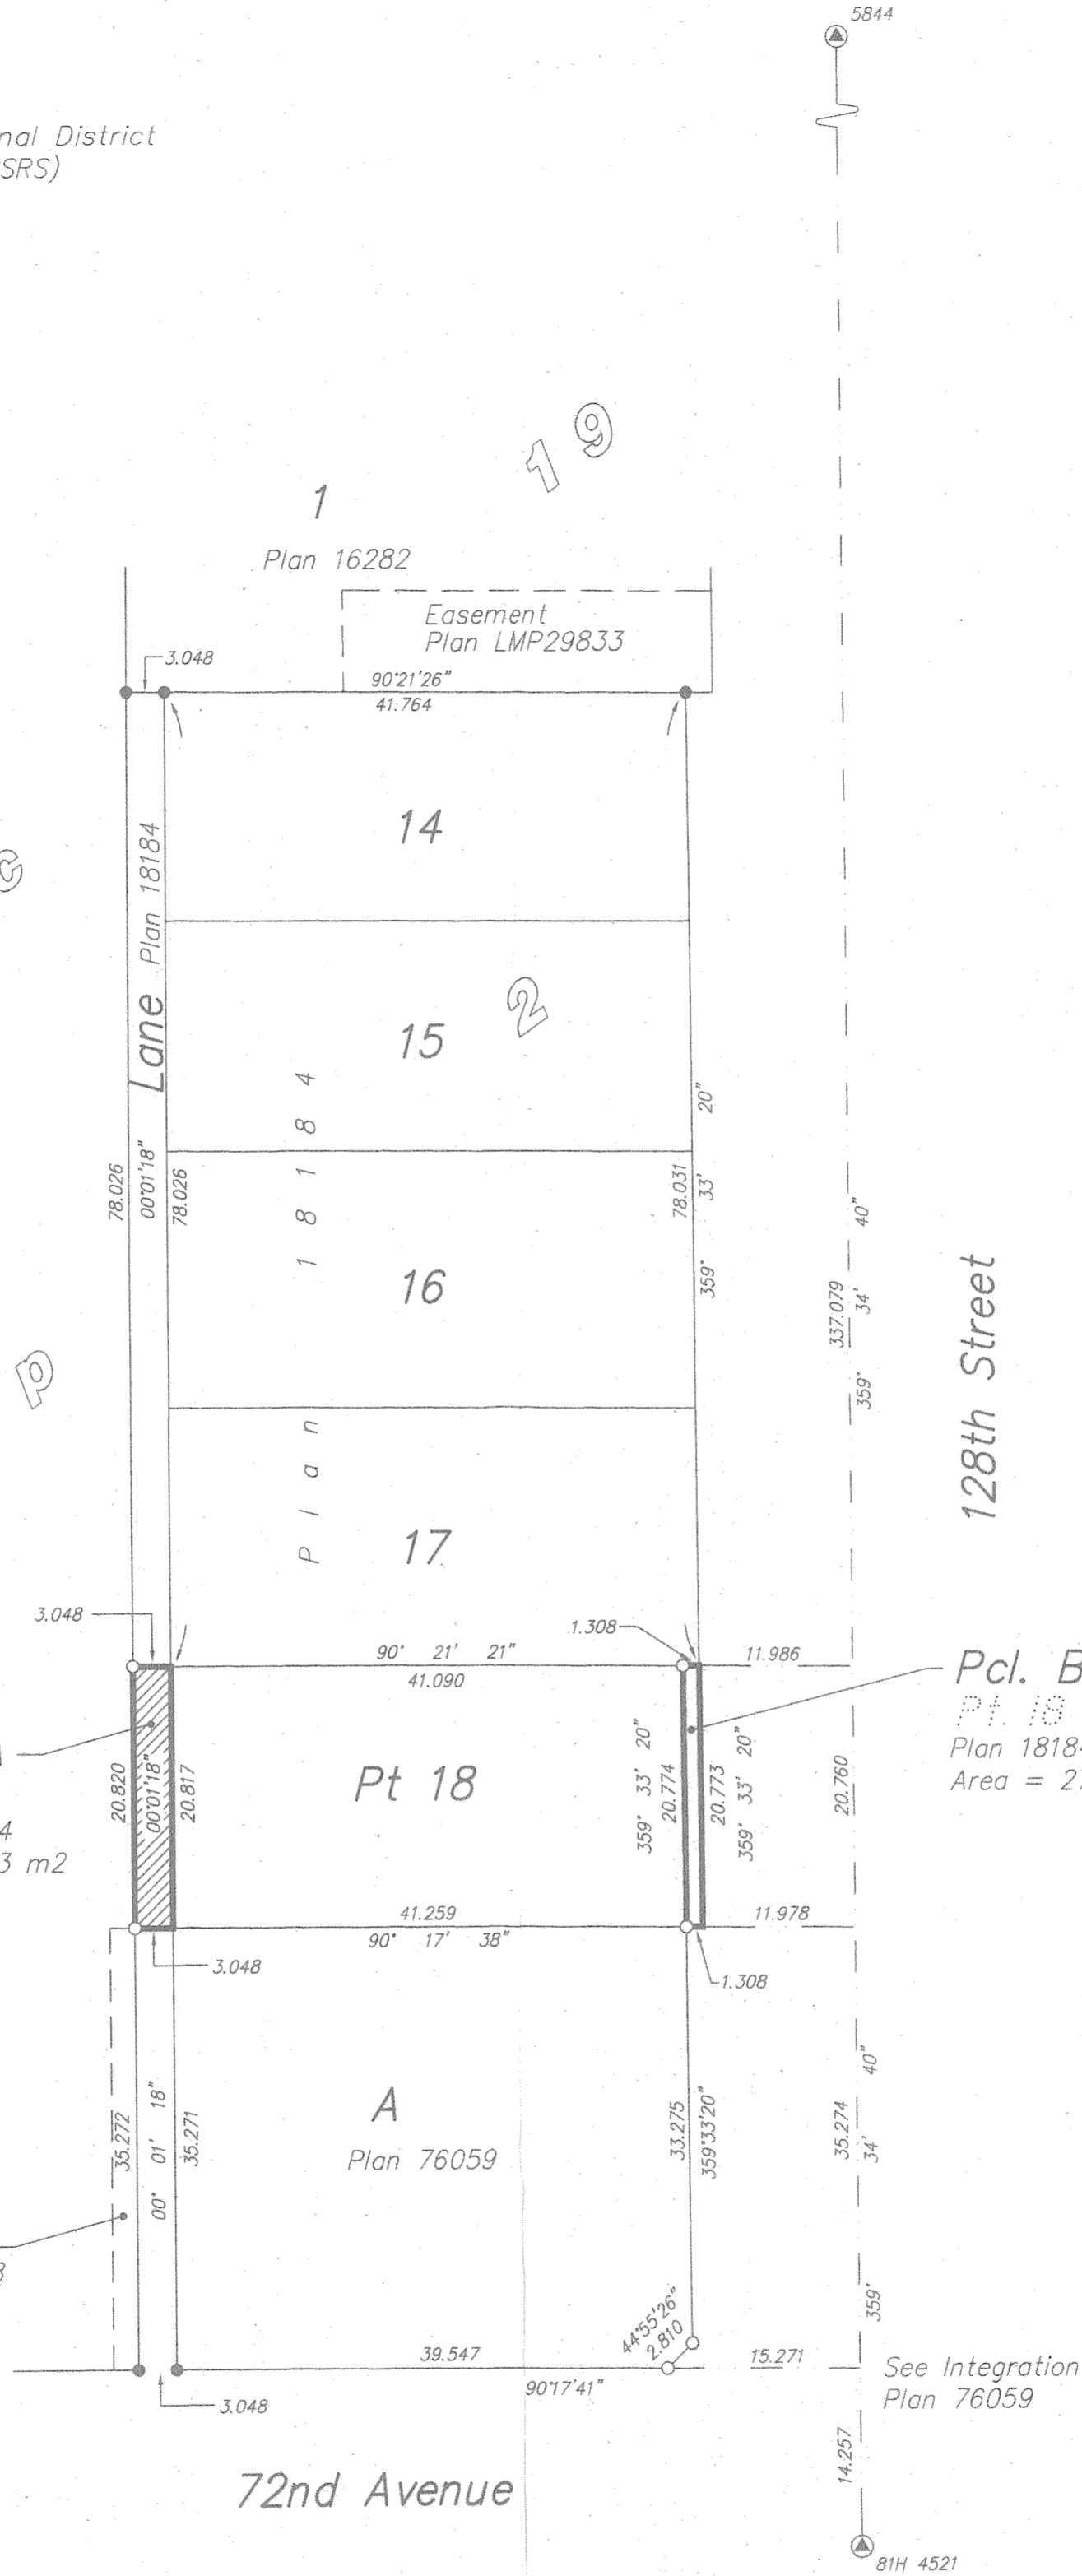 5844
nal District
SRS)
19
1
Plan 16282
Easement
Plan LMP29833
3.048
90°21'26"
41.764
14
c
Lane Plan 18184
15
2
78.026
00°01'18"
78.026
Plan 18184
78.031
359° 33' 20"
16
337.079
359° 34' 40"
128th Street
p
17
3.048
90° 21' 21"
41.090
1.308
11.986
Pcl. B
Pt. 18
Plan 1818
Area = 2
20.820
00°01'18"
20.817
Pt 18
359° 33' 20"
20.774
20.773
359° 33' 20"
20.760
4
3 m2
41.259
90° 17' 38"
11.978
3.048
1.308
A
Plan 76059
35.272
00° 01' 18"
35.271
33.275
359°33'20"
35.274
359° 34' 40"
44°55'26"
2.810
39.547
90°17'41"
15.271
See Integration
Plan 76059
3.048
14.257
72nd Avenue
81H 4521